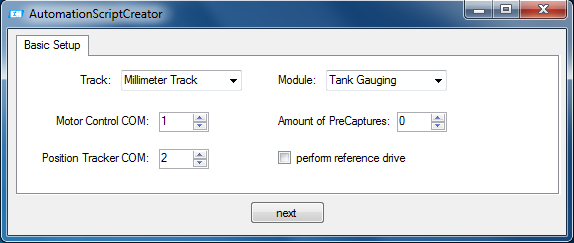 AutomationScriptCreator
Basic Setup
Track: Millimeter Track Module: Tank Gauging
Motor Control COM: 1 Amount of PreCaptures: 0
Position Tracker COM: 2 perform reference drive
next